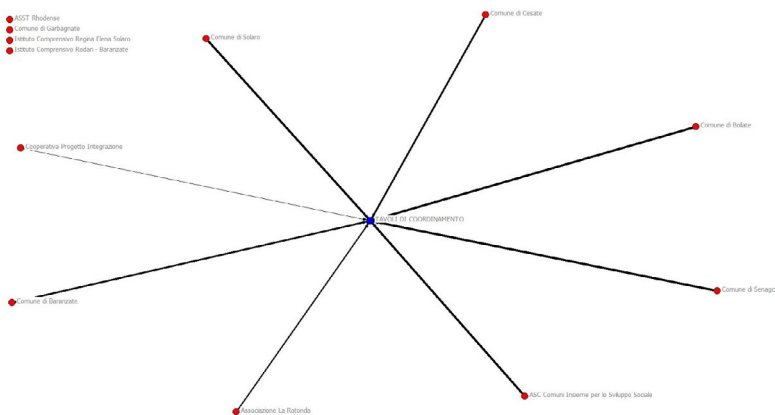 ASST Rhodense
Comune di Garbagnate
Istituto Comprensivo Regina Elena Solaro
Istituto Comprensivo Rodari - Baranzate
Comune di Cesate
Comune di Solaro
Comune di Bollate
Cooperativa Progetto Integrazione
TAVOLI DI COORDINAMENTO
Comune di Senago
Comune di Baranzate
ASC Comuni Insieme per lo Sviluppo Sociale
Associazione La Rotonda